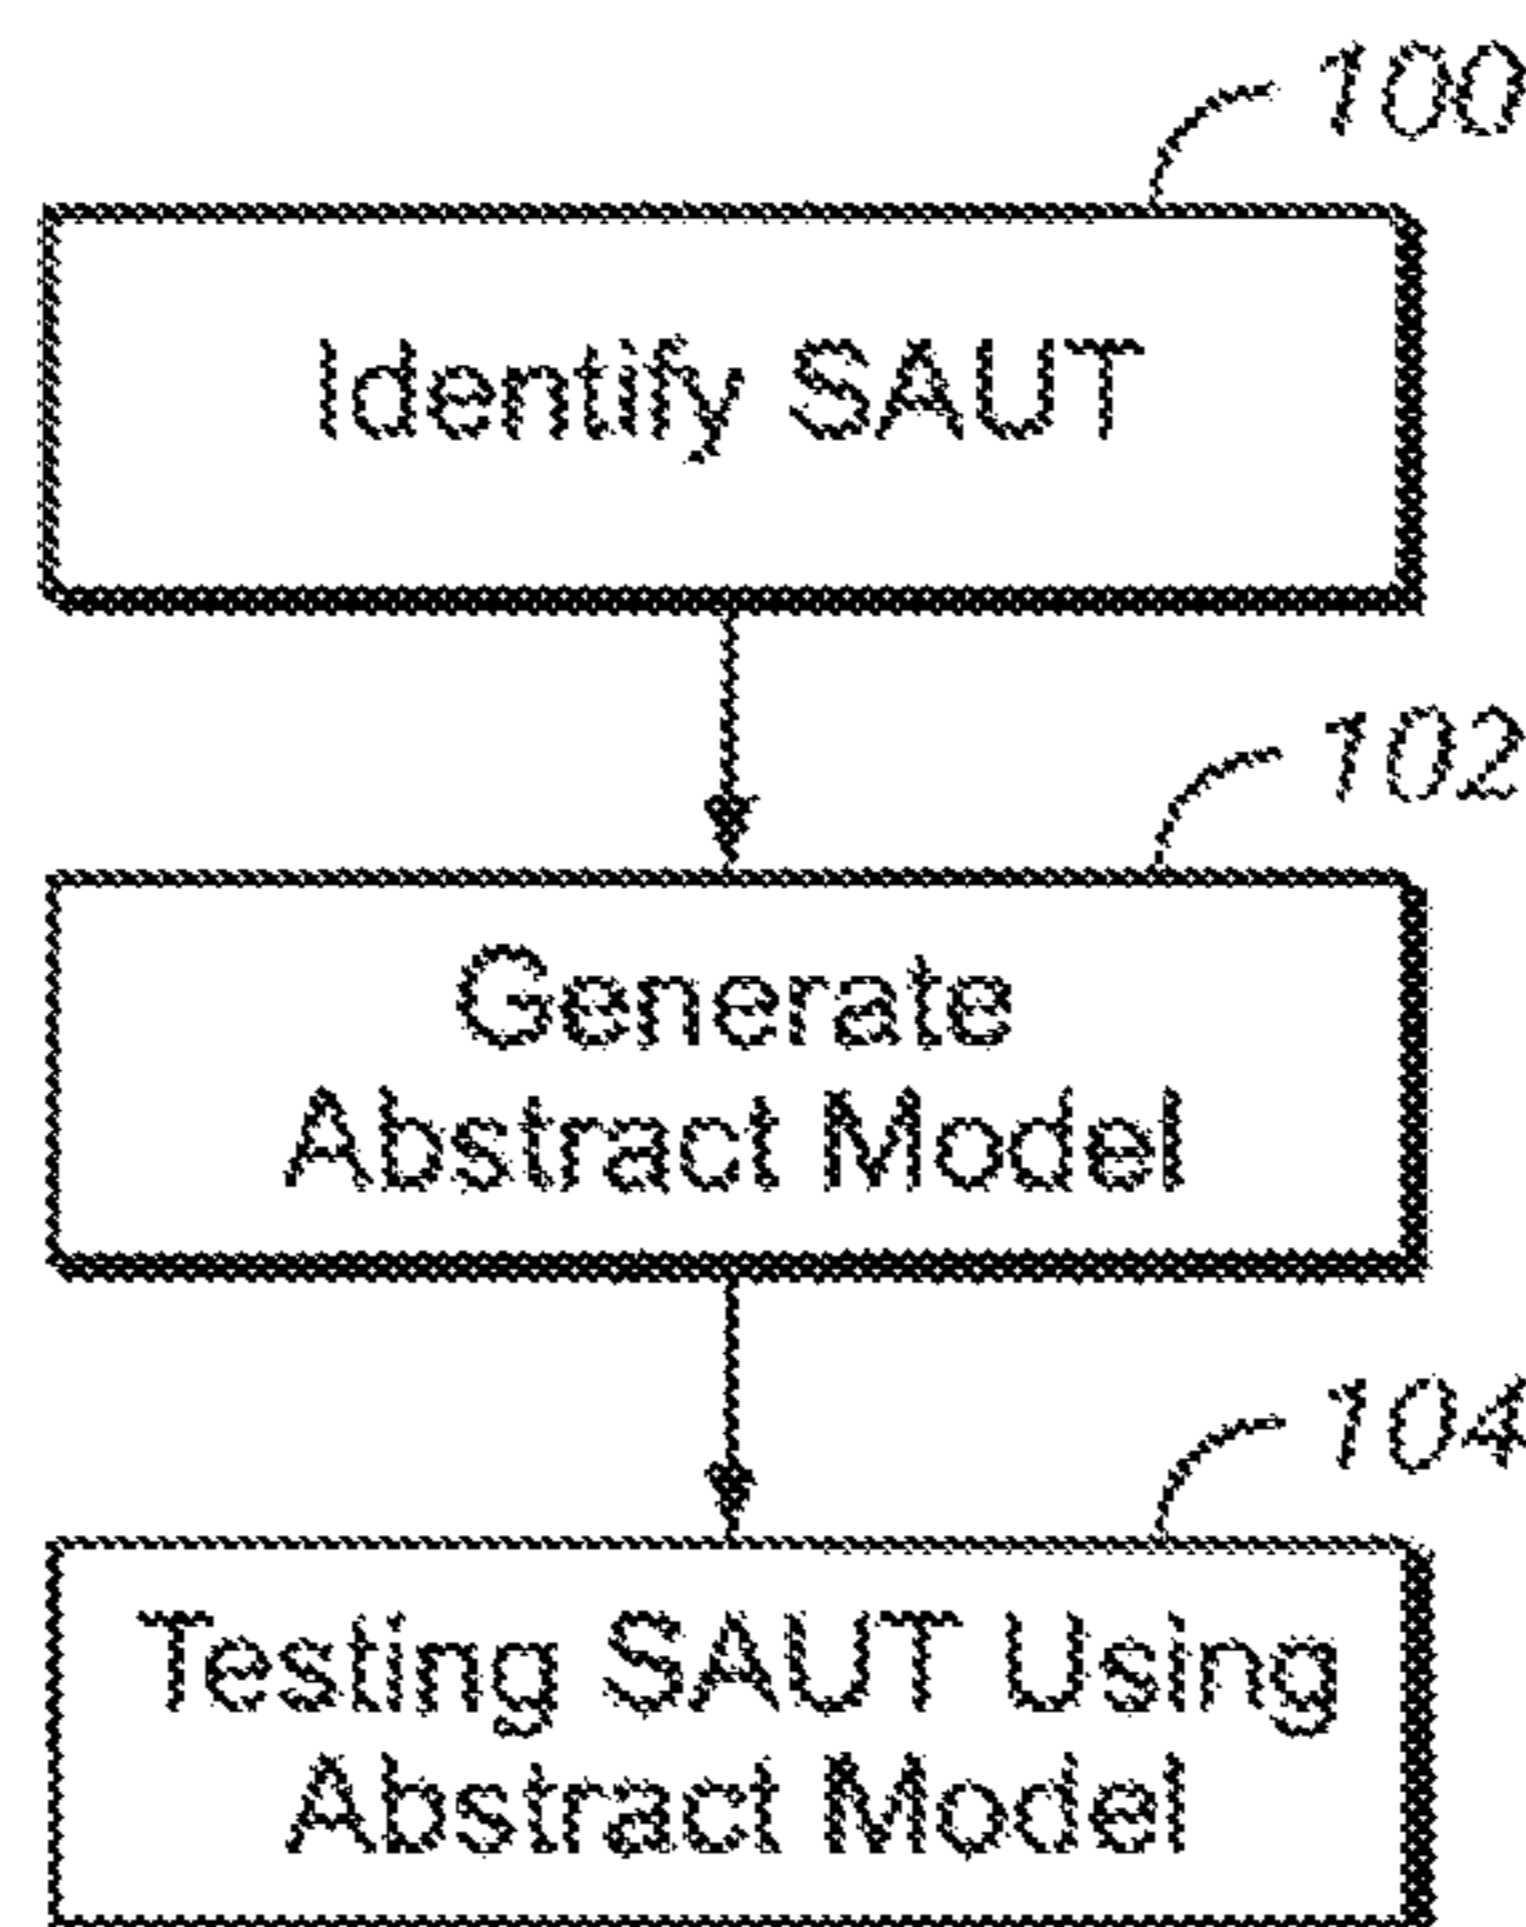 100
Identify SAUT
102
Generate
Abstract Model
104
Testing SAUT Using
Abstract Model